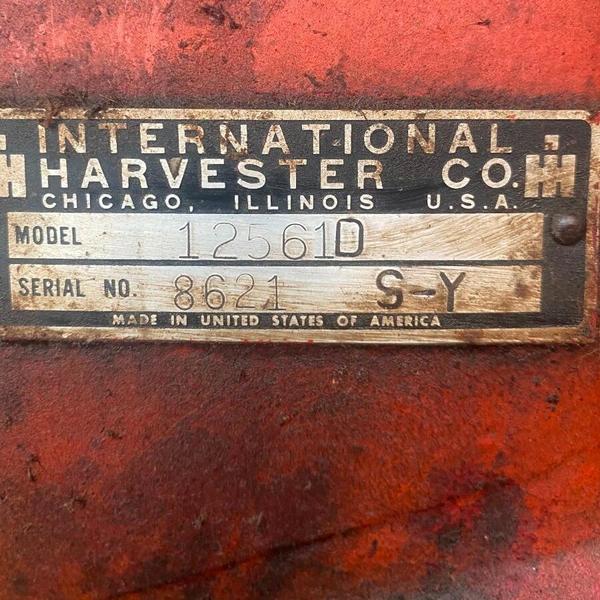 INTERNATIONAL
HARVESTER CO.
CHICAGO, ILLINOIS U.S.A.
MODEL 12561D
SERIAL NO. 8621 S-Y
MADE IN UNITED STATES OF AMERICA